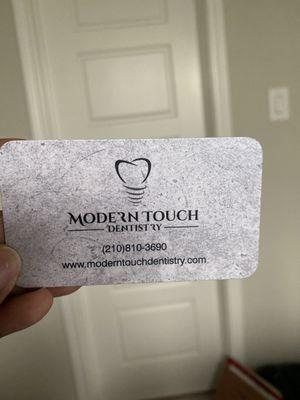 MODERN TOUCH
DENTISTRY
(210)810-3690
www.moderntouchdentistry.com